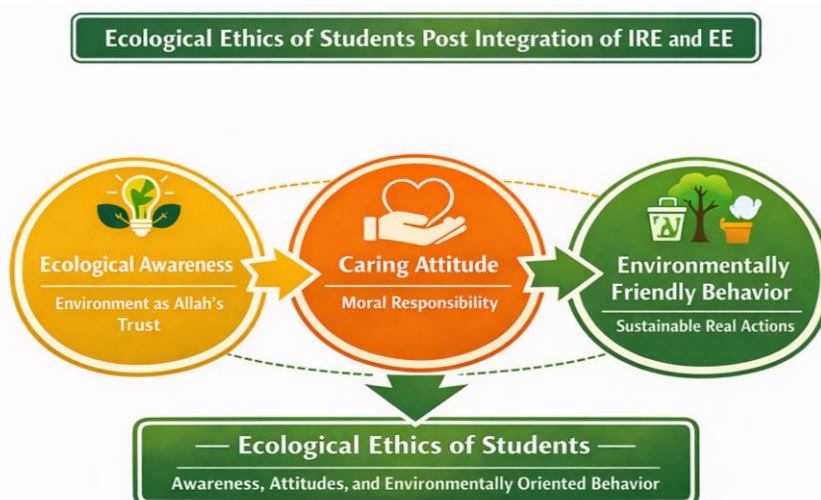 Ecological Ethics of Students Post Integration of IRE and EE
Ecological Awareness
Environment as Allah's
Trust
Caring Attitude
Moral Responsibility
Environmentally
Friendly Behavior
Sustainable Real Actions
— Ecological Ethics of Students —
Awareness, Attitudes, and Environmentally Oriented Behavior